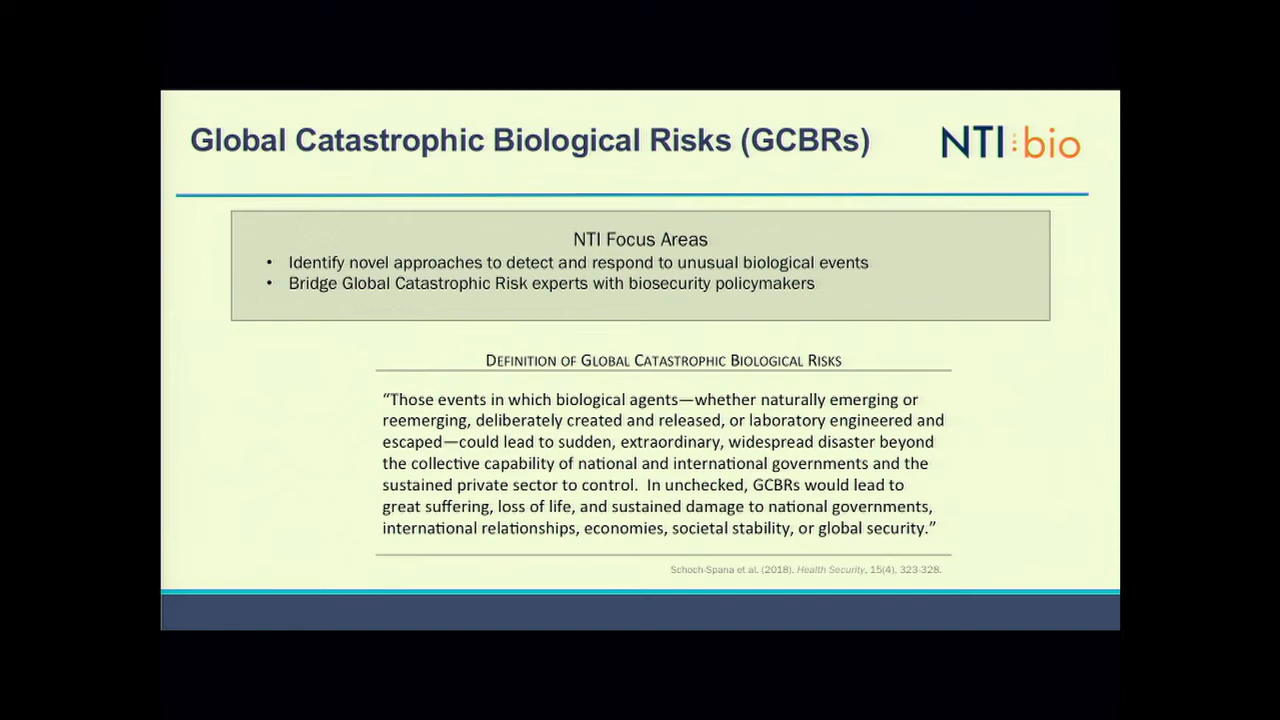 Global Catastrophic Biological Risks (GCBRs)
NTI:bio
NTI Focus Areas
• Identify novel approaches to detect and respond to unusual biological events
• Bridge Global Catastrophic Risk experts with biosecurity policymakers
DEFINITION OF GLOBAL CATASTROPHIC BIOLOGICAL RISKS
“Those events in which biological agents—whether naturally emerging or
reemerging, deliberately created and released, or laboratory engineered and
escaped—could lead to sudden, extraordinary, widespread disaster beyond
the collective capability of national and international governments and the
sustained private sector to control.  In unchecked, GCBRs would lead to
great suffering, loss of life, and sustained damage to national governments,
international relationships, economies, societal stability, or global security.”
Schoch-Spana et al. (2018). Health Security, 15(4), 323-328.